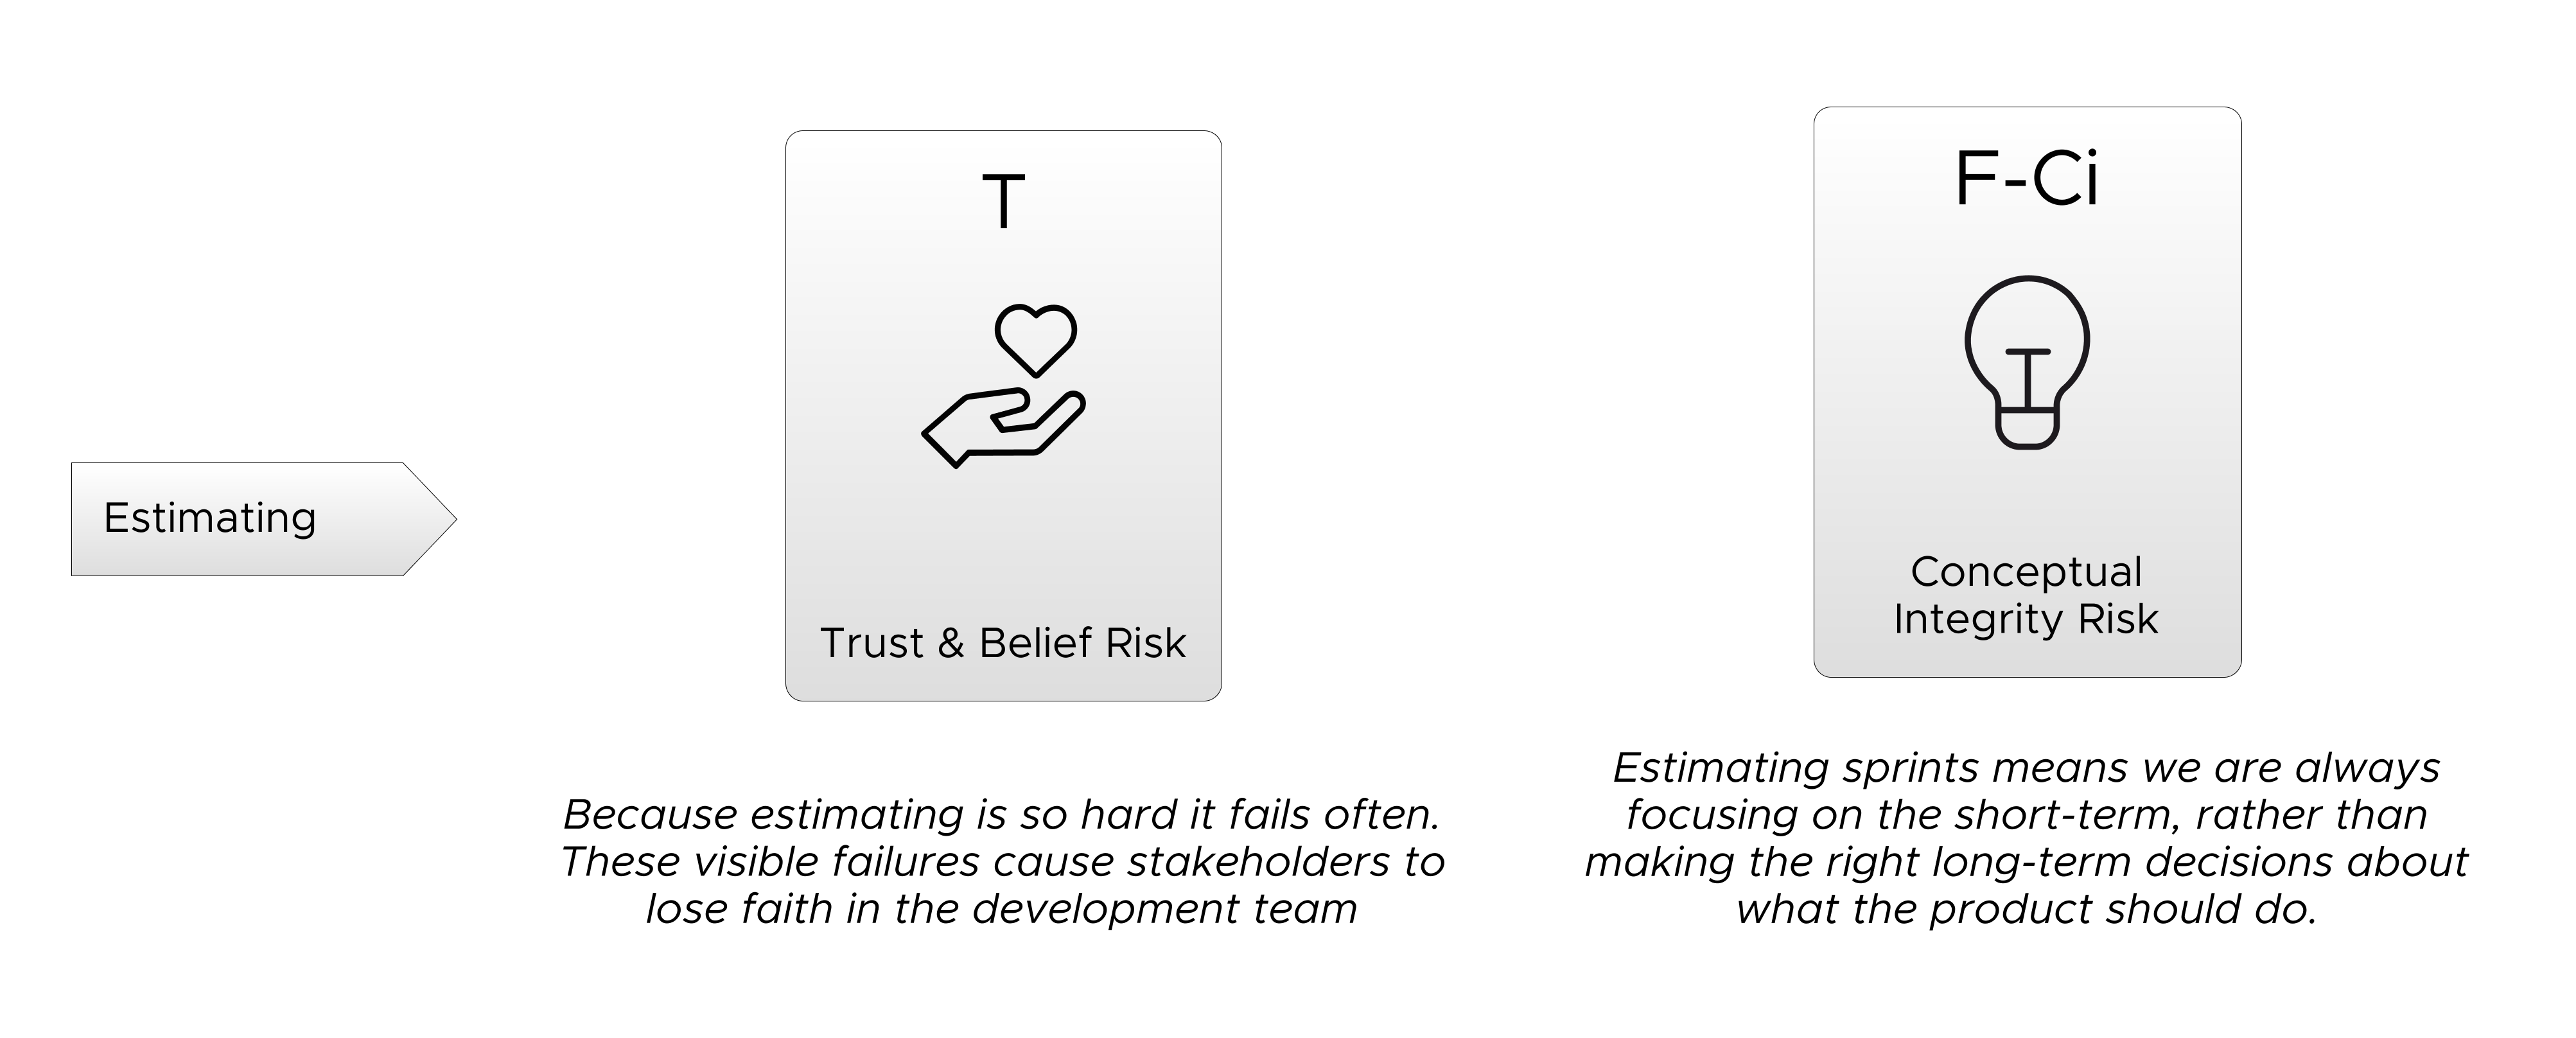 Estimating
T
Trust & Belief Risk
Because estimating is so hard it fails often.
These visible failures cause stakeholders to
lose faith in the development team
F-Ci
Conceptual
Integrity Risk
Estimating sprints means we are always
focusing on the short-term, rather than
making the right long-term decisions about
what the product should do.